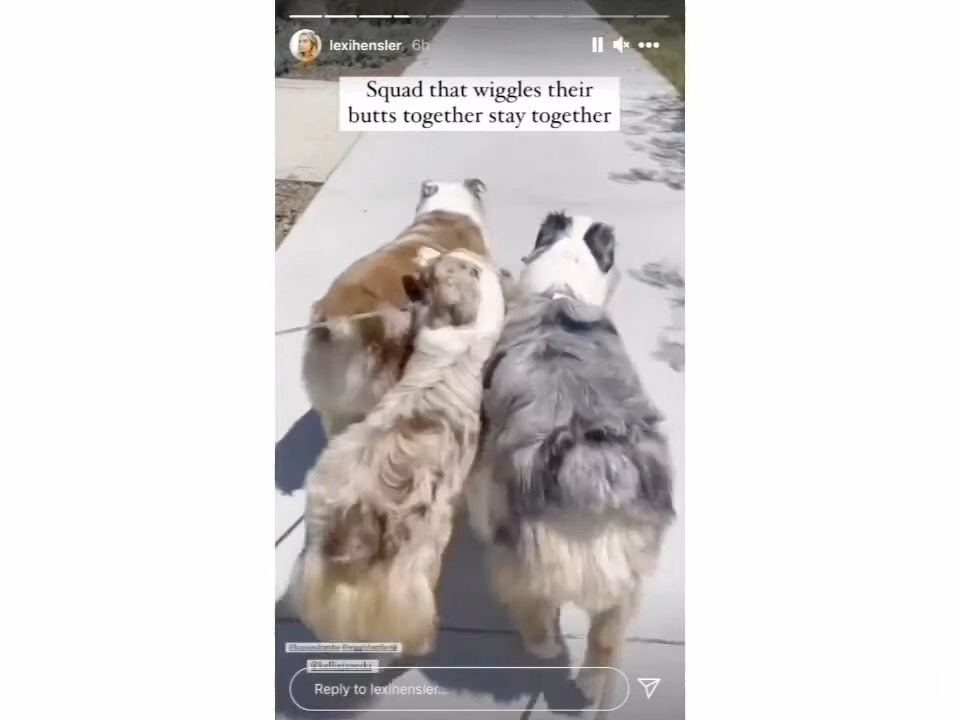 lexihensler 6h
Squad that wiggles their
butts together stay together
Reply to lexihensler...